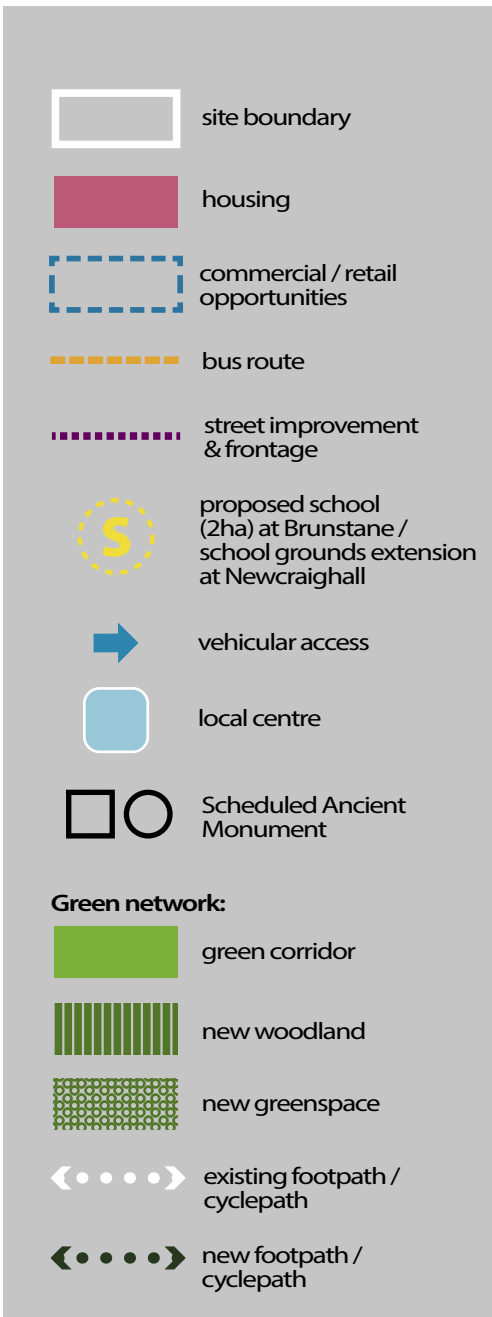 site boundary
housing
commercial / retail
opportunities
bus route
street improvement
& frontage
S
proposed school
(2ha) at Brunstane /
school grounds extension
at Newcraighall
vehicular access
local centre
Scheduled Ancient
Monument
Green network:
green corridor
new woodland
new greenspace
existing footpath /
cyclepath
new footpath /
cyclepath